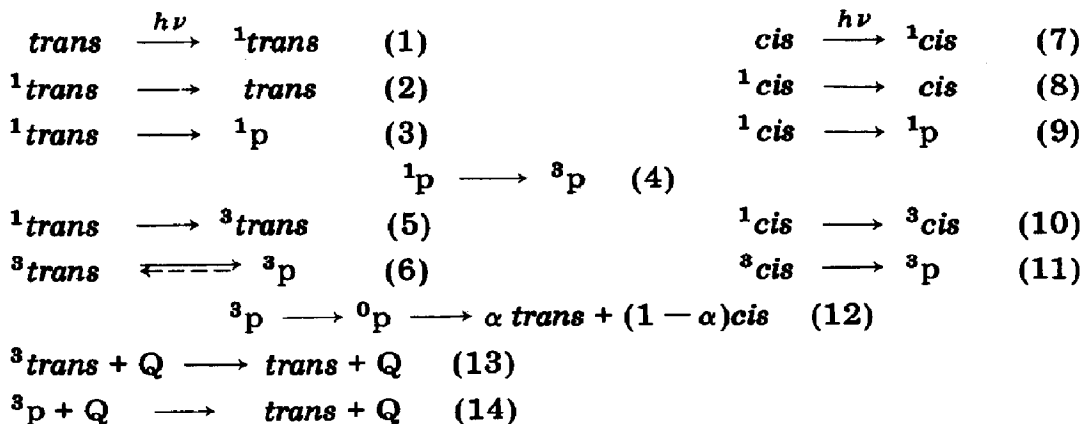 trans hν → ¹trans (1) cis hν → ¹cis (7)
¹trans → trans (2) ¹cis → cis (8)
¹trans → ¹p (3) ¹cis → ¹p (9)
¹p → ³p (4)
¹trans → ³trans (5) ¹cis → ³cis (10)
³trans ⇄ ³p (6) ³cis → ³p (11)
³p → ⁰p → α trans + (1 − α)cis (12)
³trans + Q → trans + Q (13)
³p + Q → trans + Q (14)